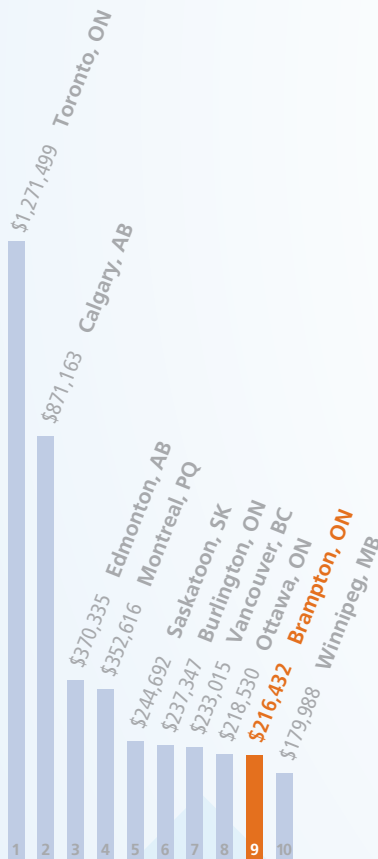 $1,271,499 Toronto, ON
$871,163 Calgary, AB
$370,335 Edmonton, AB
$352,616 Montreal, PQ
$244,692 Saskatoon, SK
$237,347 Burlington, ON
$233,015 Vancouver, BC
$218,530 Ottawa, ON
$216,432 Brampton, ON
$179,988 Winnipeg, MB
1 2 3 4 5 6 7 8 9 10